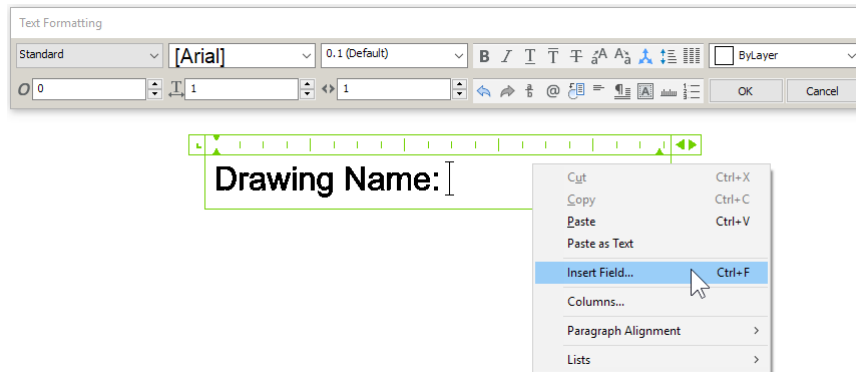 Text Formatting
Standard [Arial] 0.1 (Default) B I T T T A A ByLayer
O 0 T 1 1 @ A OK Cancel
Drawing Name:
Cut Ctrl+X
Copy Ctrl+C
Paste Ctrl+V
Paste as Text
Insert Field... Ctrl+F
Columns...
Paragraph Alignment
Lists